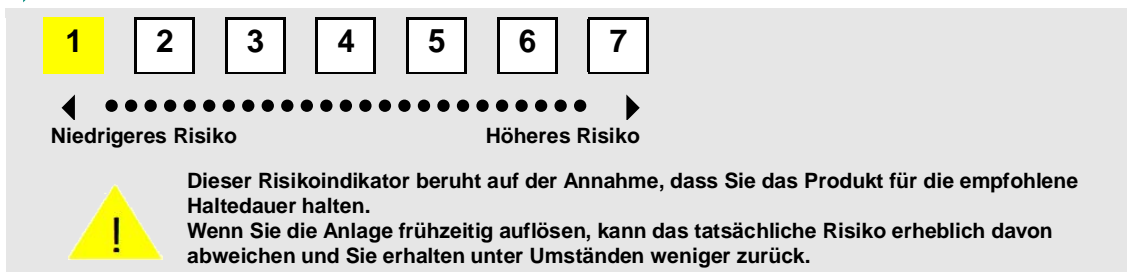 1 2 3 4 5 6 7
Niedrigeres Risiko Höheres Risiko
Dieser Risikoindikator beruht auf der Annahme, dass Sie das Produkt für die empfohlene
Haltedauer halten.
Wenn Sie die Anlage frühzeitig auflösen, kann das tatsächliche Risiko erheblich davon
abweichen und Sie erhalten unter Umständen weniger zurück.
!